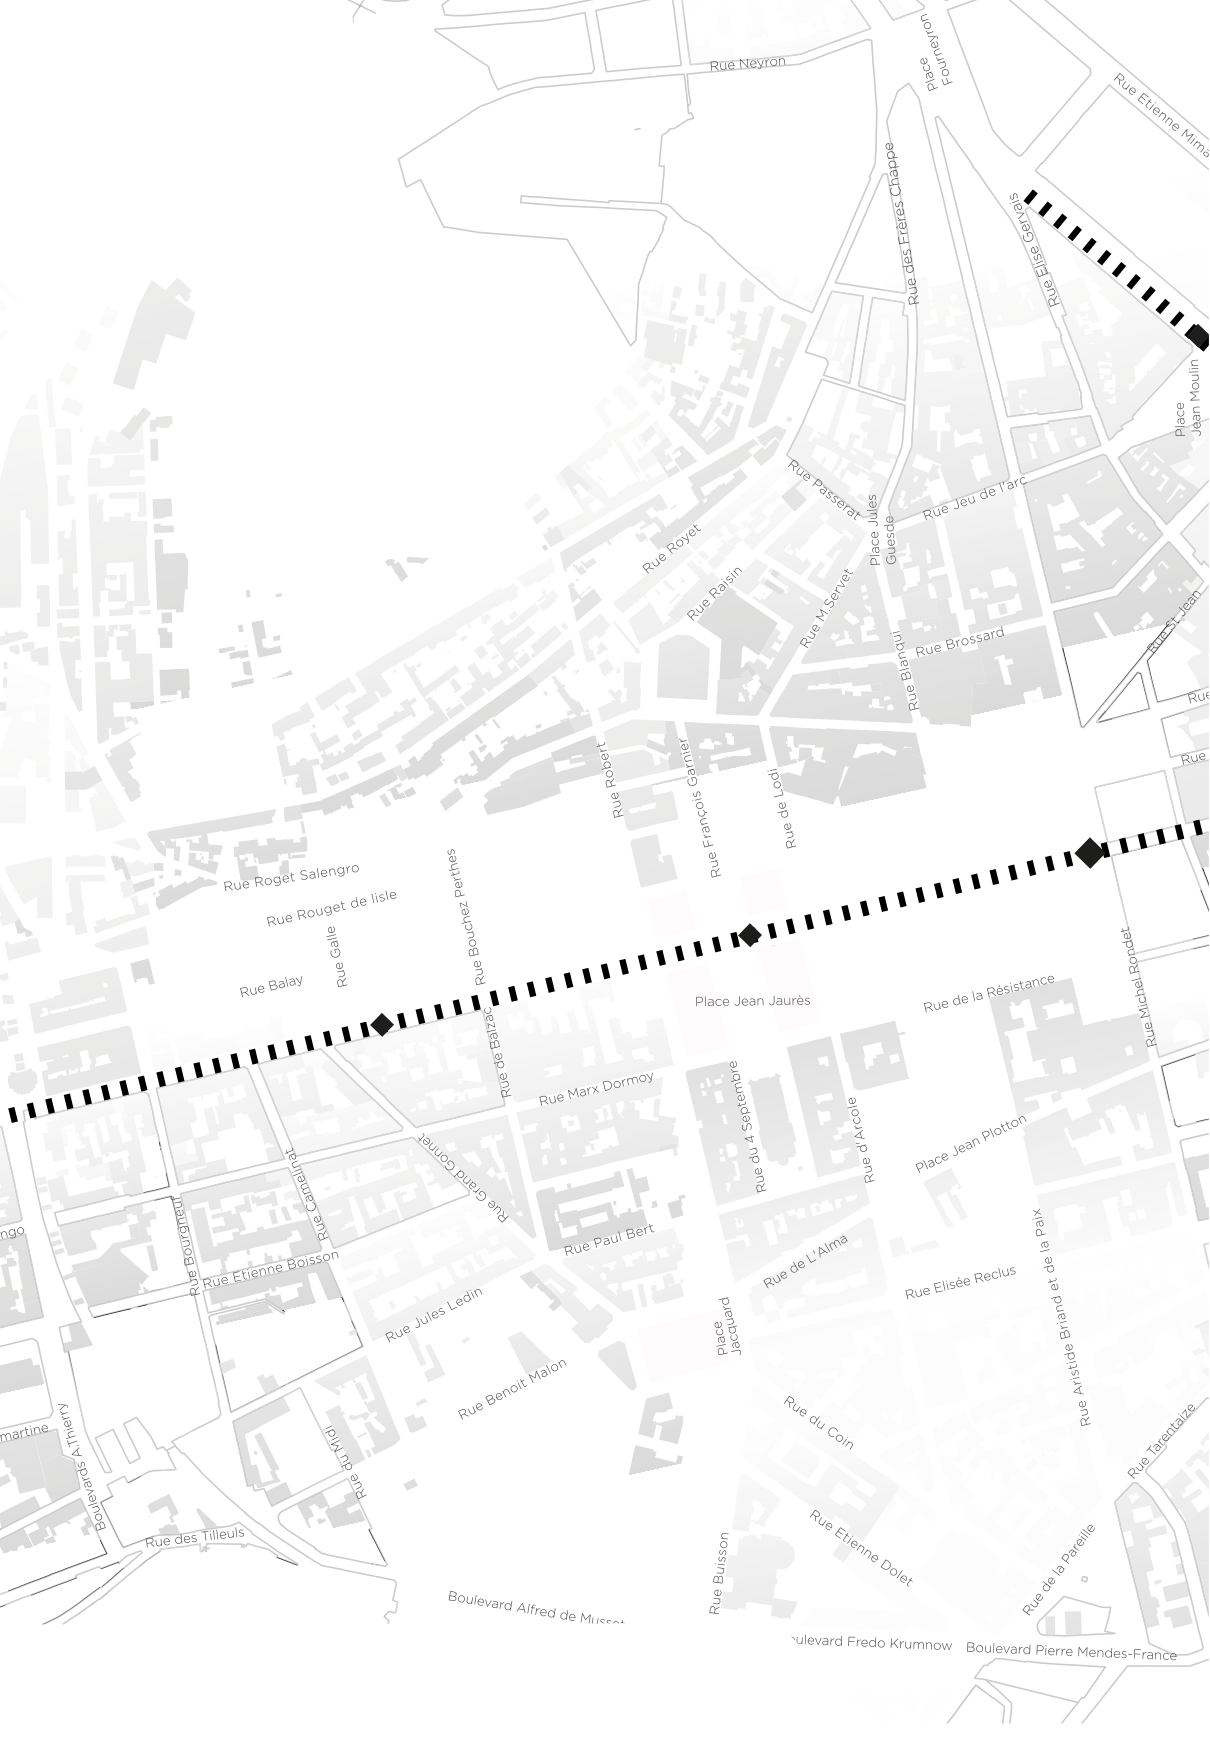 Place
Fourneyron
Rue Neyron
Rue Etienne Mima
Rue des Frères Chappe
Rue Elise Gervais
Place
Jean Moulin
Rue Passerat
Rue Jeu de l'arc
Place Jules
Guesde
Rue Royet
Rue Raisin
Rue M.Servet
Rue St Jean
Rue Blanqui
Rue Brossard
Rue
Rue
Rue Robert
Rue François Garnier
Rue de Lodi
Rue Roget Salengro
Rue Bouchez Perthes
Rue Rouget de lisle
Rue Galle
Rue Balay
Rue Michel Rondet
Rue de la Résistance
Place Jean Jaurès
Rue de Balzac
Rue Marx Dormoy
Rue du 4 Septembre
Rue d'Arcole
Place Jean Plotton
Rue Grand Gonnet
Rue Camelinat
Rue Bourgneuf
ngo
Rue Paul Bert
Rue de L'Alma
Rue Etienne Boisson
Rue Elisée Reclus
Rue Aristide Briand et de la Paix
Rue Jules Ledin
Place
Jacquard
Rue Benoit Malon
Rue du Coin
martine
Boulevards A.Thierry
Rue du Midi
Rue Tarentaize
Rue des Tilleuls
Rue Etienne Dolet
Rue Buisson
Rue de la Pareille
Boulevard Alfred de Musset
ulevard Fredo Krumnow
Boulevard Pierre Mendes-France